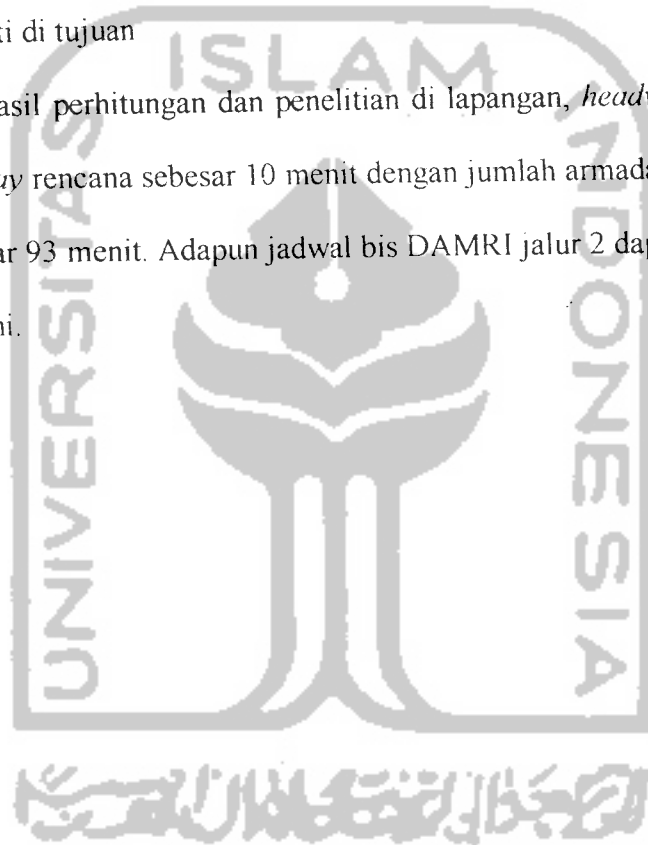 ti di tujuan
asil perhitungan dan penelitian di lapangan, head
ay rencana sebesar 10 menit dengan jumlah armada
ar 93 menit. Adapun jadwal bis DAMRI jalur 2 dap
ni.
ISLAM
UNIVERSITAS
INDONESIA